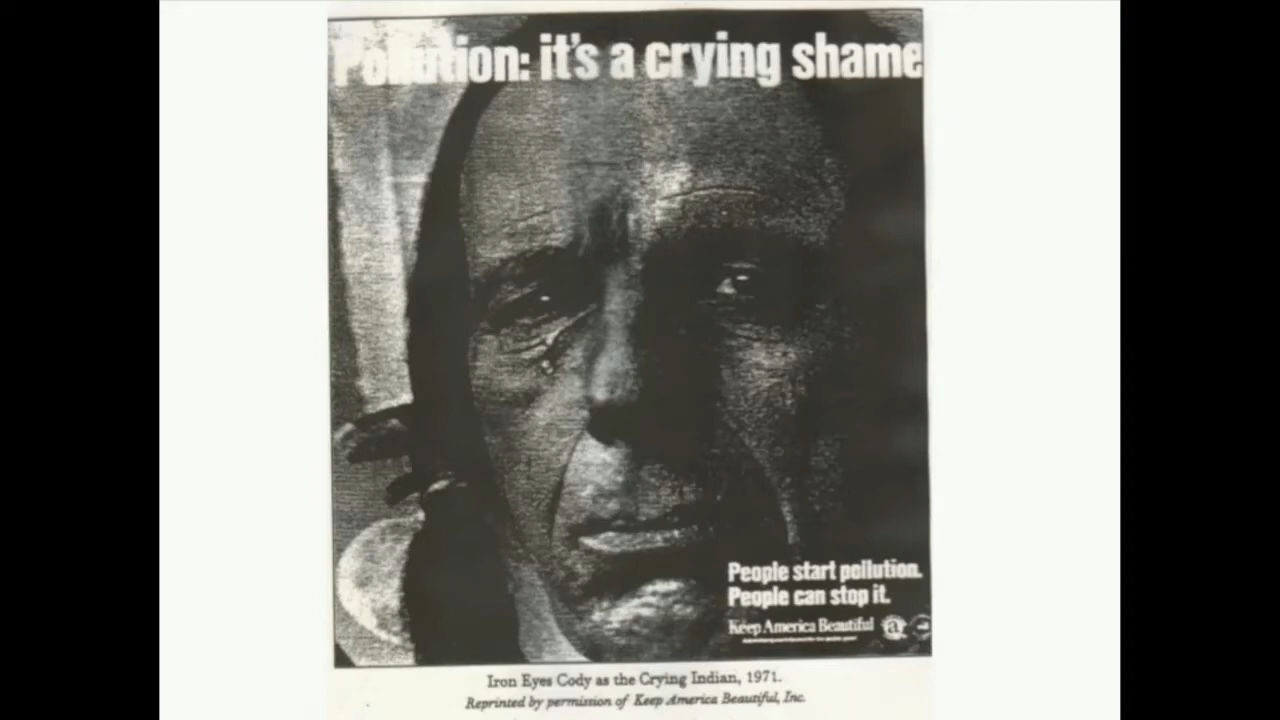 Pollution: it's a crying shame
People start pollution.
People can stop it.
Keep America Beautiful
Iron Eyes Cody as the Crying Indian, 1971.
Reprinted by permission of Keep America Beautiful, Inc.